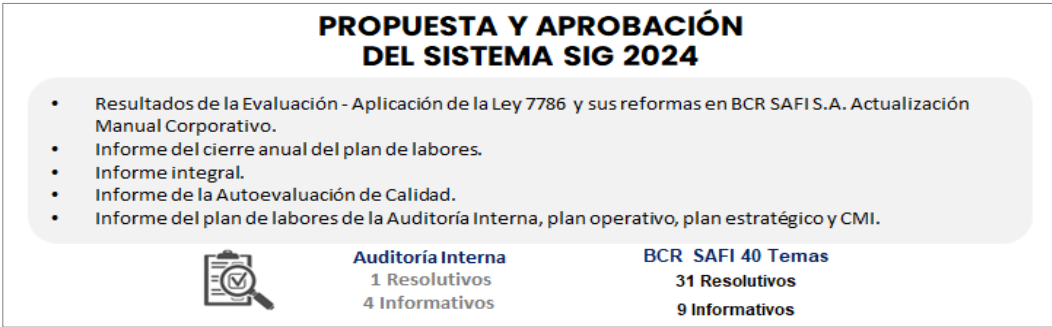 PROPUESTA Y APROBACIÓN
DEL SISTEMA SIG 2024
• Resultados de la Evaluación - Aplicación de la Ley 7786 y sus reformas en BCR SAFI S.A. Actualización
Manual Corporativo.
• Informe del cierre anual del plan de labores.
• Informe integral.
• Informe de la Autoevaluación de Calidad.
• Informe del plan de labores de la Auditoría Interna, plan operativo, plan estratégico y CMI.
Auditoría Interna
1 Resolutivos
4 Informativos
BCR SAFI 40 Temas
31 Resolutivos
9 Informativos